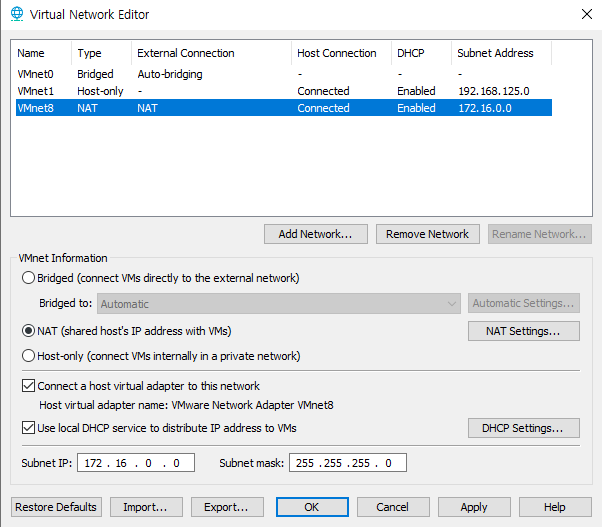 Virtual Network Editor
Name Type External Connection Host Connection DHCP Subnet Address
VMnet0 Bridged Auto-bridging - - -
VMnet1 Host-only - Connected Enabled 192.168.125.0
VMnet8 NAT NAT Connected Enabled 172.16.0.0
Add Network... Remove Network Rename Network...
VMnet Information
Bridged (connect VMs directly to the external network)
Bridged to: Automatic Automatic Settings...
NAT (shared host's IP address with VMs) NAT Settings...
Host-only (connect VMs internally in a private network)
Connect a host virtual adapter to this network
Host virtual adapter name: VMware Network Adapter VMnet8
Use local DHCP service to distribute IP address to VMs DHCP Settings...
Subnet IP: 172 . 16 . 0 . 0 Subnet mask: 255 .255 .255 . 0
Restore Defaults Import... Export... OK Cancel Apply Help